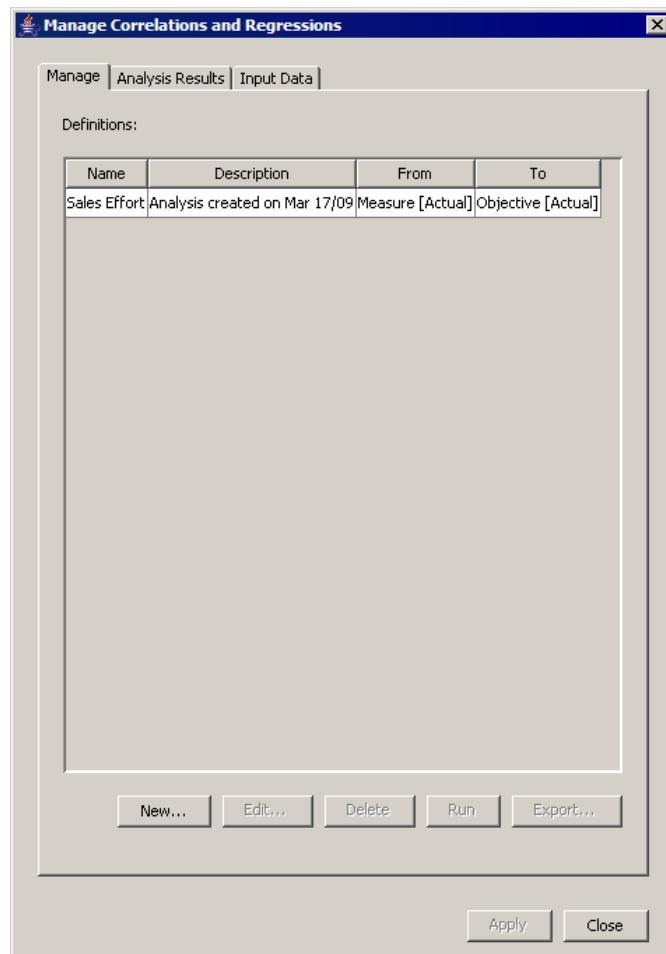 Manage Correlations and Regressions
Manage Analysis Results Input Data
Definitions:
Name Description From To
Sales Effort Analysis created on Mar 17/09 Measure [Actual] Objective [Actual]
New... Edit... Delete Run Export...
Apply Close